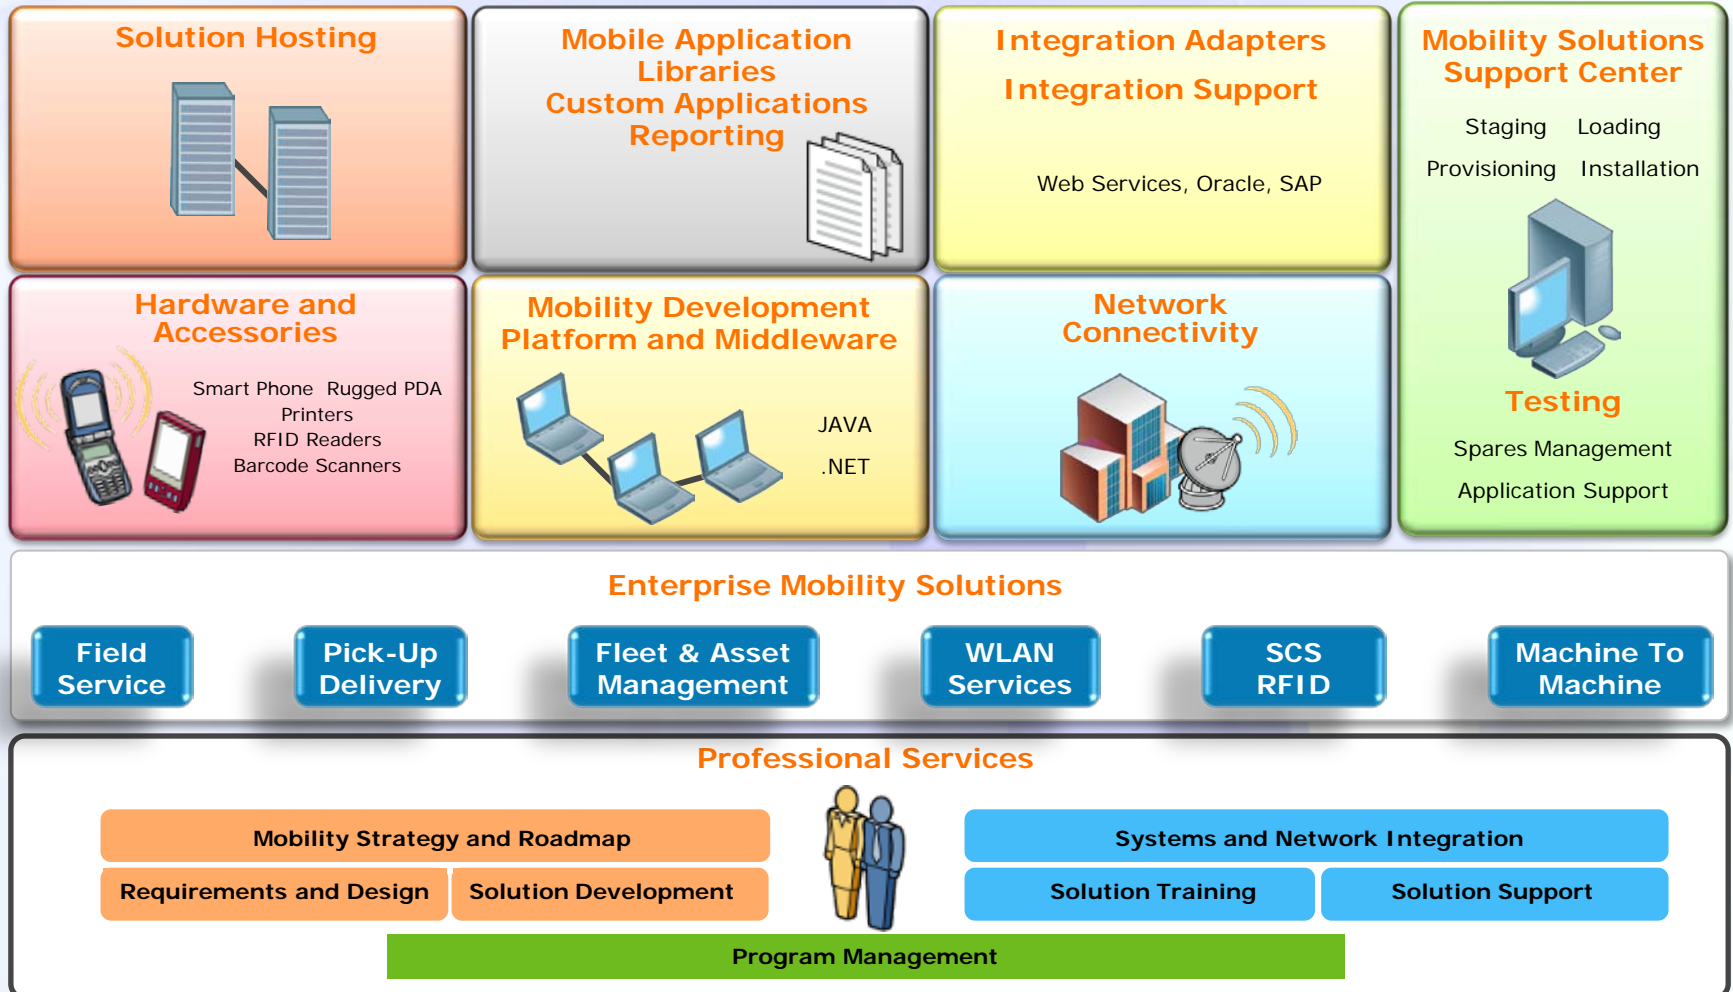 Solution Hosting
Mobile Application
Libraries
Custom Applications
Reporting
Integration Adapters
Integration Support
Web Services, Oracle, SAP
Mobility Solutions
Support Center
Staging Loading
Provisioning Installation
Testing
Spares Management
Application Support
Hardware and
Accessories
Smart Phone Rugged PDA
Printers
RFID Readers
Barcode Scanners
Mobility Development
Platform and Middleware
JAVA
.NET
Network
Connectivity
Enterprise Mobility Solutions
Field
Service
Pick-Up
Delivery
Fleet & Asset
Management
WLAN
Services
SCS
RFID
Machine To
Machine
Professional Services
Mobility Strategy and Roadmap
Requirements and Design
Solution Development
Systems and Network Integration
Solution Training
Solution Support
Program Management